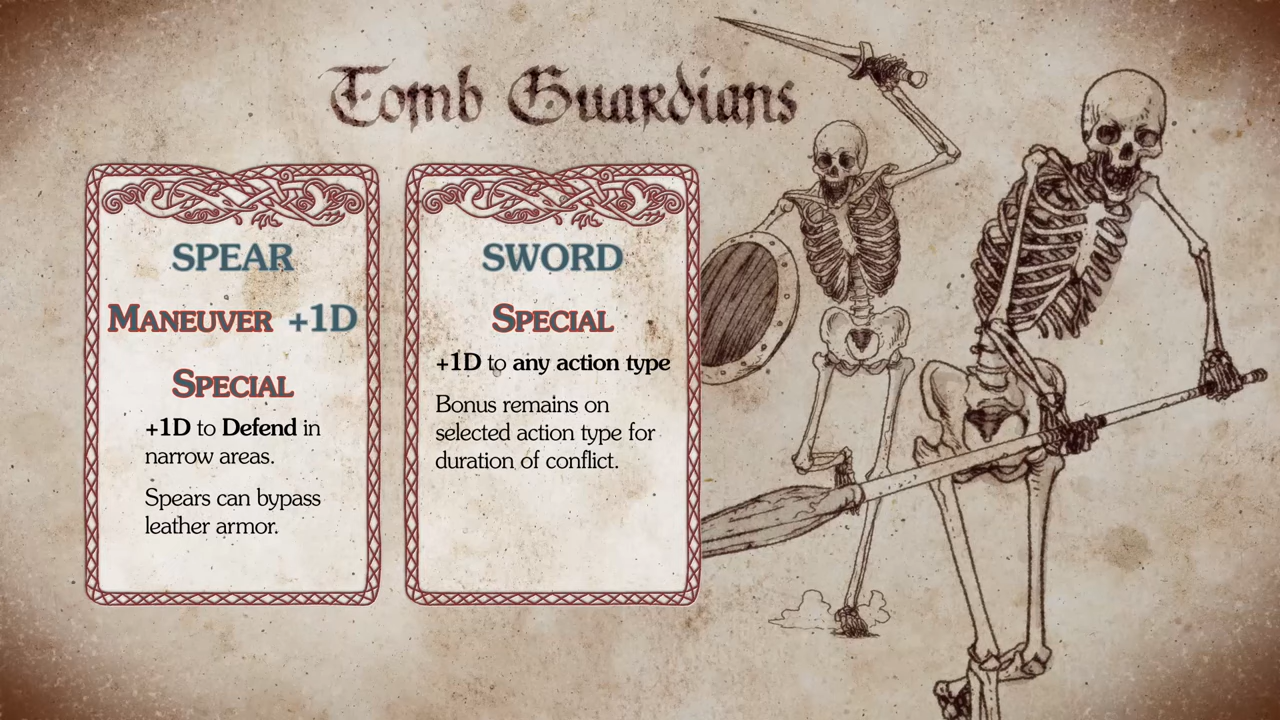 Tomb Guardians
SPEAR
MANEUVER +1D
SPECIAL
+1D to Defend in
narrow areas.
Spears can bypass
leather armor.
SWORD
SPECIAL
+1D to any action type
Bonus remains on
selected action type for
duration of conflict.